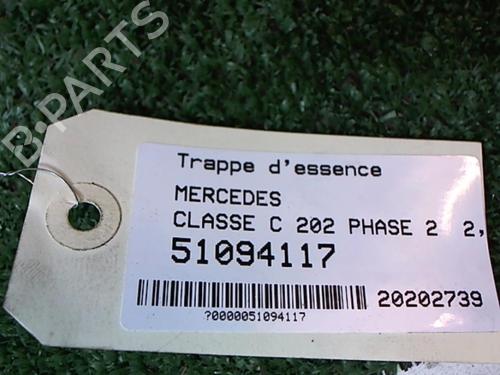 B-PARTS
Trappe d'essence
MERCEDES
CLASSE C 202 PHASE 2 2,
51094117
20202739
?0000051094117